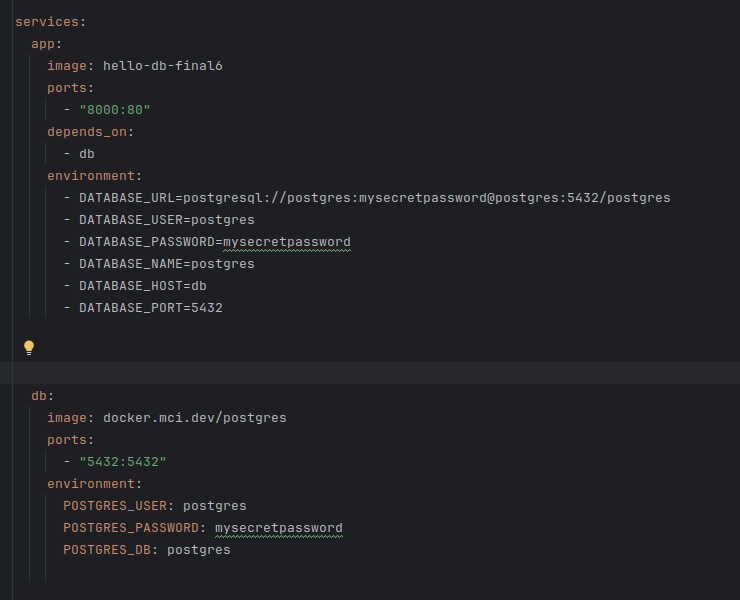 services:
  app:
    image: hello-db-final6
    ports:
      - "8000:80"
    depends_on:
      - db
    environment:
      - DATABASE_URL=postgresql://postgres:mysecretpassword@postgres:5432/postgres
      - DATABASE_USER=postgres
      - DATABASE_PASSWORD=mysecretpassword
      - DATABASE_NAME=postgres
      - DATABASE_HOST=db
      - DATABASE_PORT=5432
  db:
    image: docker.mci.dev/postgres
    ports:
      - "5432:5432"
    environment:
      POSTGRES_USER: postgres
      POSTGRES_PASSWORD: mysecretpassword
      POSTGRES_DB: postgres